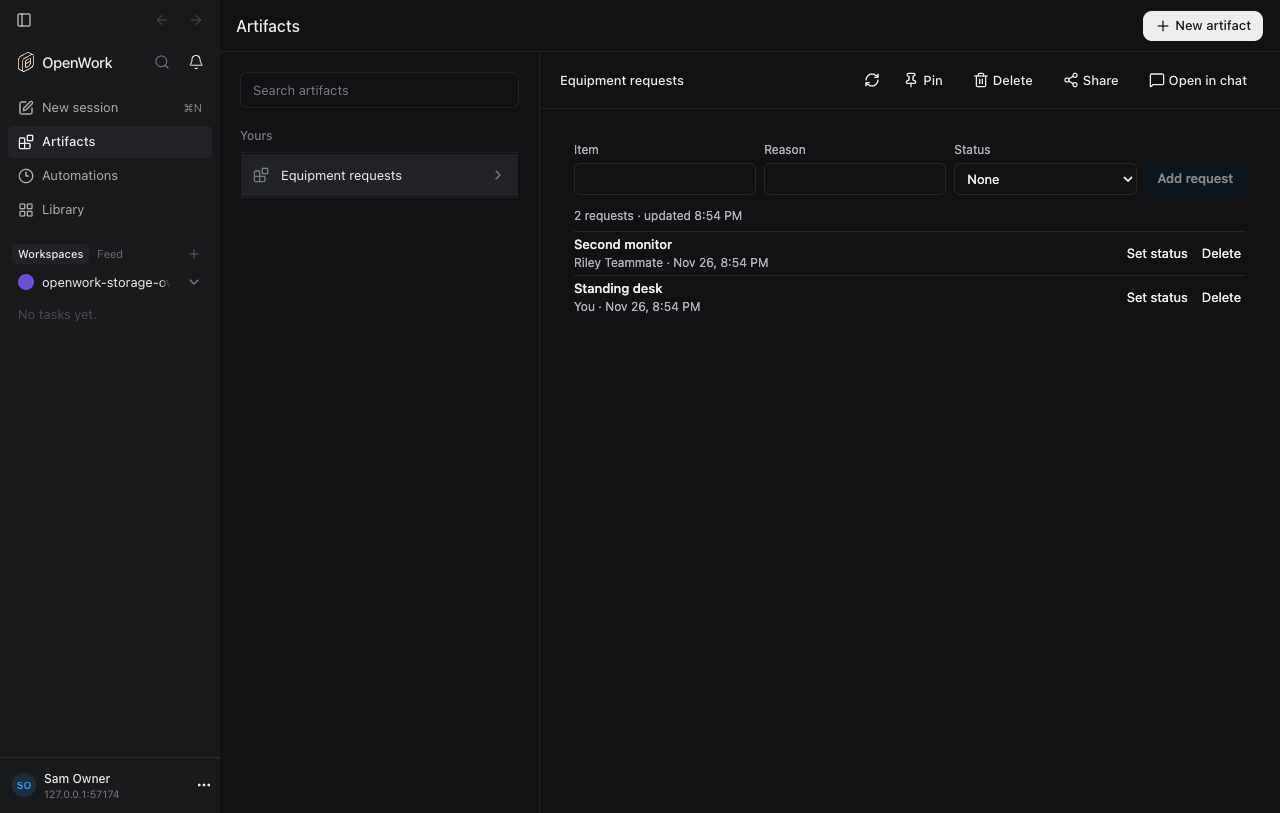 OpenWork
New session ⌘N
Artifacts
Automations
Library
Workspaces Feed
openwork-storage-o
No tasks yet.
SO
Sam Owner
127.0.0.1:57174
Artifacts
New artifact
Search artifacts
Yours
Equipment requests
Equipment requests
Pin
Delete
Share
Open in chat
Item
Reason
Status
None
Add request
2 requests · updated 8:54 PM
Second monitor
Riley Teammate · Nov 26, 8:54 PM
Set status Delete
Standing desk
You · Nov 26, 8:54 PM
Set status Delete